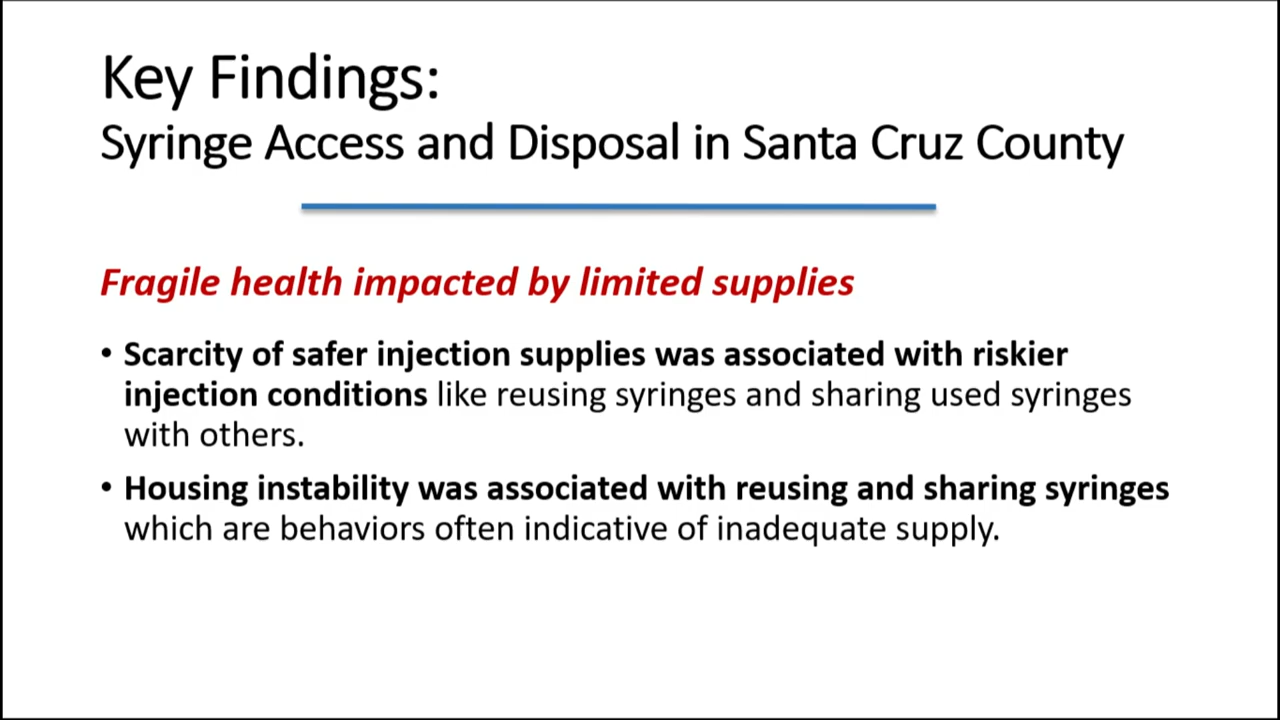 Key Findings:
Syringe Access and Disposal in Santa Cruz County
Fragile health impacted by limited supplies
• Scarcity of safer injection supplies was associated with riskier
injection conditions like reusing syringes and sharing used syringes
with others.
• Housing instability was associated with reusing and sharing syringes
which are behaviors often indicative of inadequate supply.